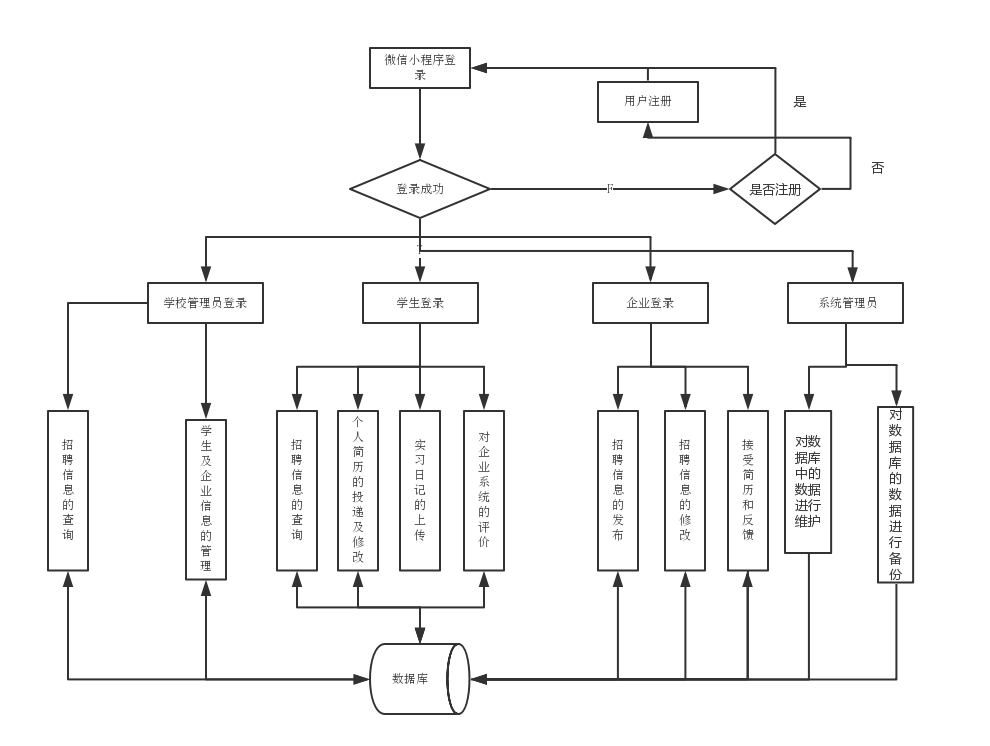 微信小程序登
录
用户注册
是
登录成功
F
是否注册
否
T
学校管理员登录
学生登录
企业登录
系统管理员
招聘信息的查询
学生及企业信息的管理
招聘信息的查询
个人简历的投递及修改
实习日记的上传
对企业系统的评价
招聘信息的发布
招聘信息的修改
接受简历和反馈
对数
据库
中的
数据
进行
维护
对数据库的数据进行备份
数据库